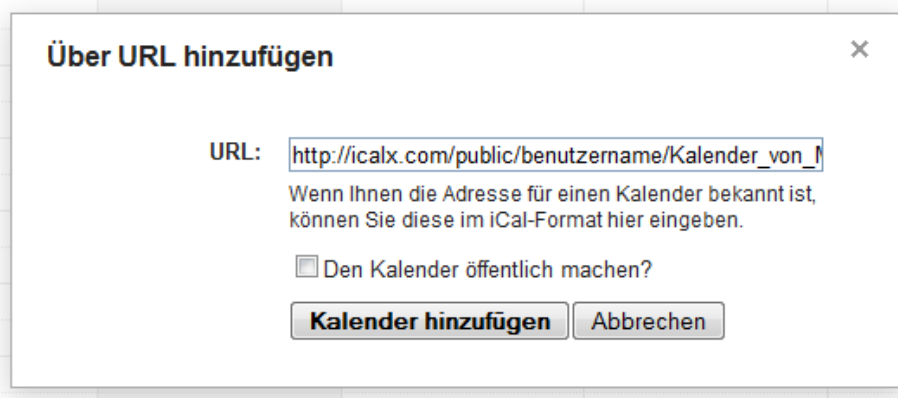 Über URL hinzufügen
URL: http://icalx.com/public/benutzername/Kalender_von_
Wenn Ihnen die Adresse für einen Kalender bekannt ist,
können Sie diese im iCal-Format hier eingeben.
Den Kalender öffentlich machen?
Kalender hinzufügen Abbrechen